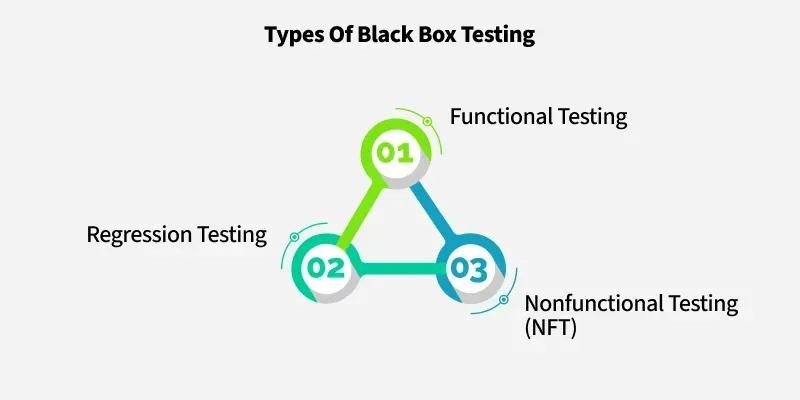 Types Of Black Box Testing
01
Functional Testing
Regression Testing
02
03
Nonfunctional Testing
(NFT)